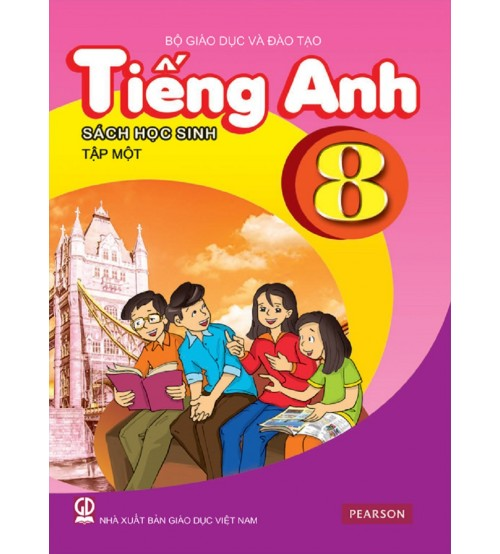 BỘ GIÁO DỤC VÀ ĐÀO TẠO
Tiếng Anh
SÁCH HỌC SINH
TẬP MỘT
8
GD
NHÀ XUẤT BẢN GIÁO DỤC VIỆT NAM
PEARSON